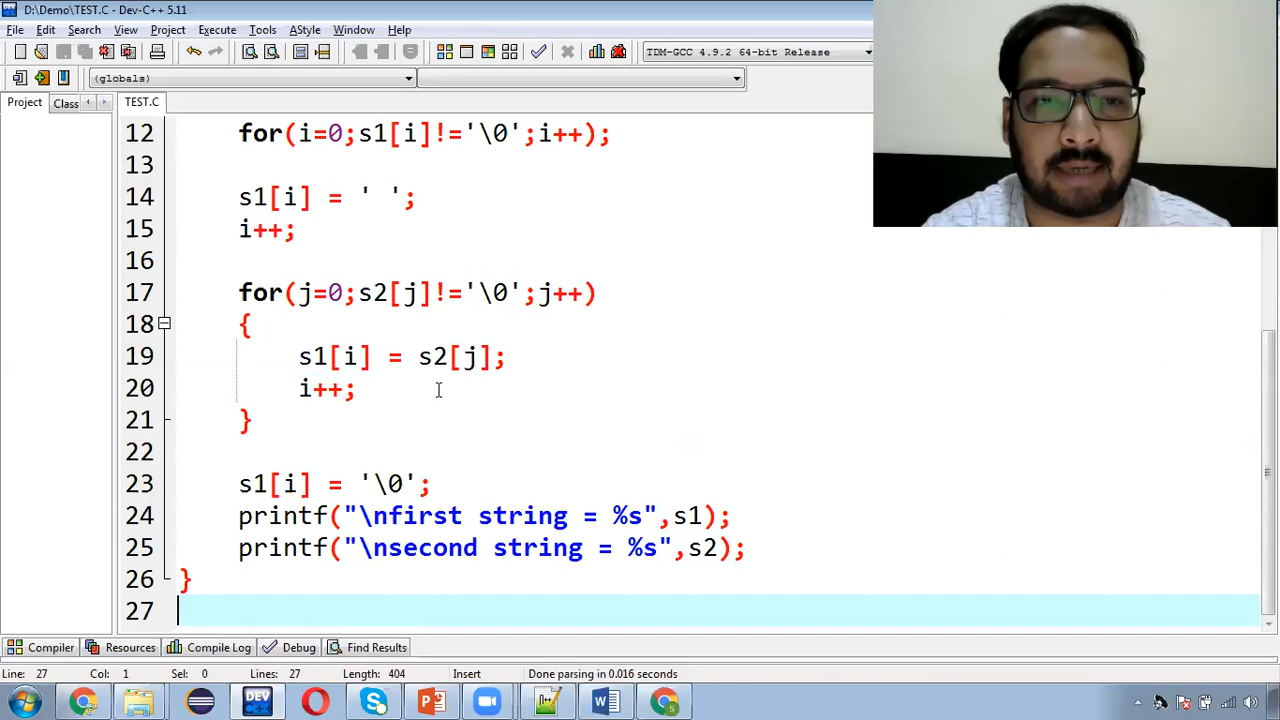 D:\Demo\TEST.C - Dev-C++ 5.11
File Edit Search View Project Execute Tools AStyle Window Help
TDM-GCC 4.9.2 64-bit Release
(globals)
Project Class TEST.C
12 for(i=0;s1[i]!='\0';i++);
13
14 s1[i] = ' ';
15 i++;
16
17 for(j=0;s2[j]!='\0';j++)
18 {
19 s1[i] = s2[j];
20 i++;
21 }
22
23 s1[i] = '\0';
24 printf("\nfirst string = %s",s1);
25 printf("\nsecond string = %s",s2);
26 }
27
Compiler Resources Compile Log Debug Find Results
Line: 27 Col: 1 Sel: 0 Lines: 27 Length: 404 Insert Done parsing in 0.016 seconds
DEV